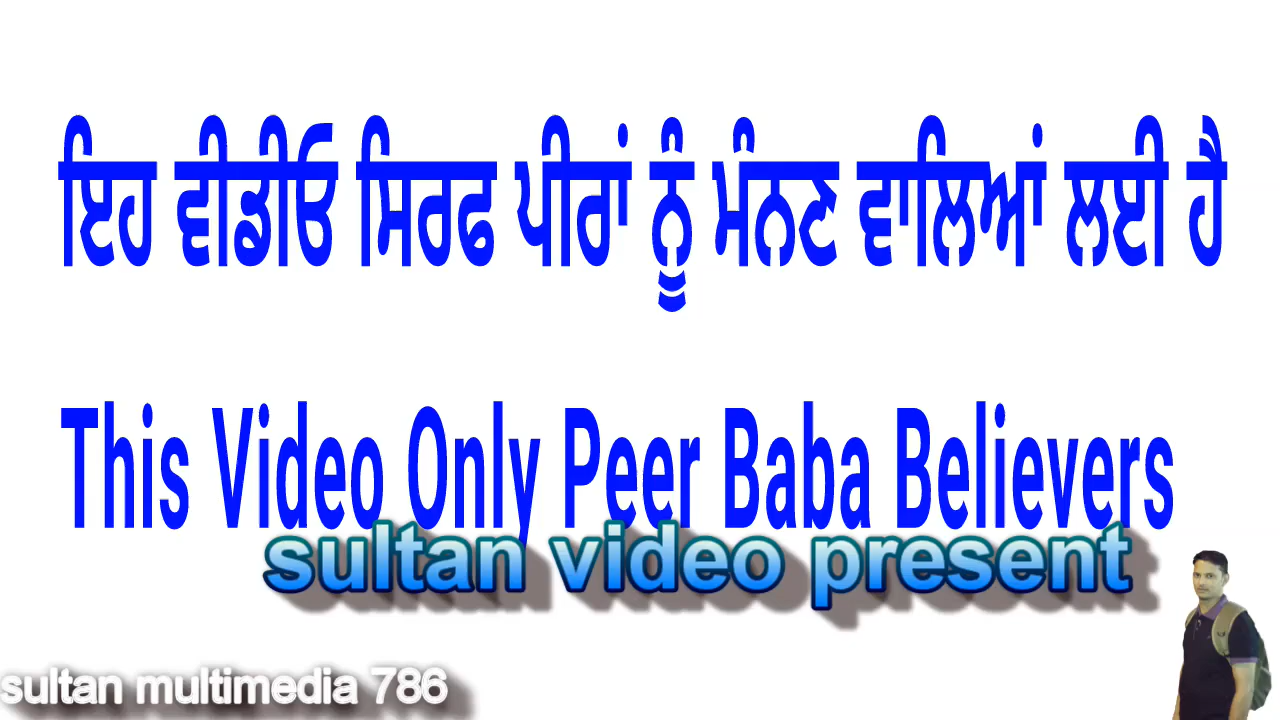 ਇਹ ਵੀਡੀਓ ਸਿਰਫ ਪੀਰਾਂ ਨੂੰ ਮੰਨਣ ਵਾਲਿਆਂ ਲਈ ਹੈ
This Video Only Peer Baba Believers
sultan video present
sultan multimedia 786